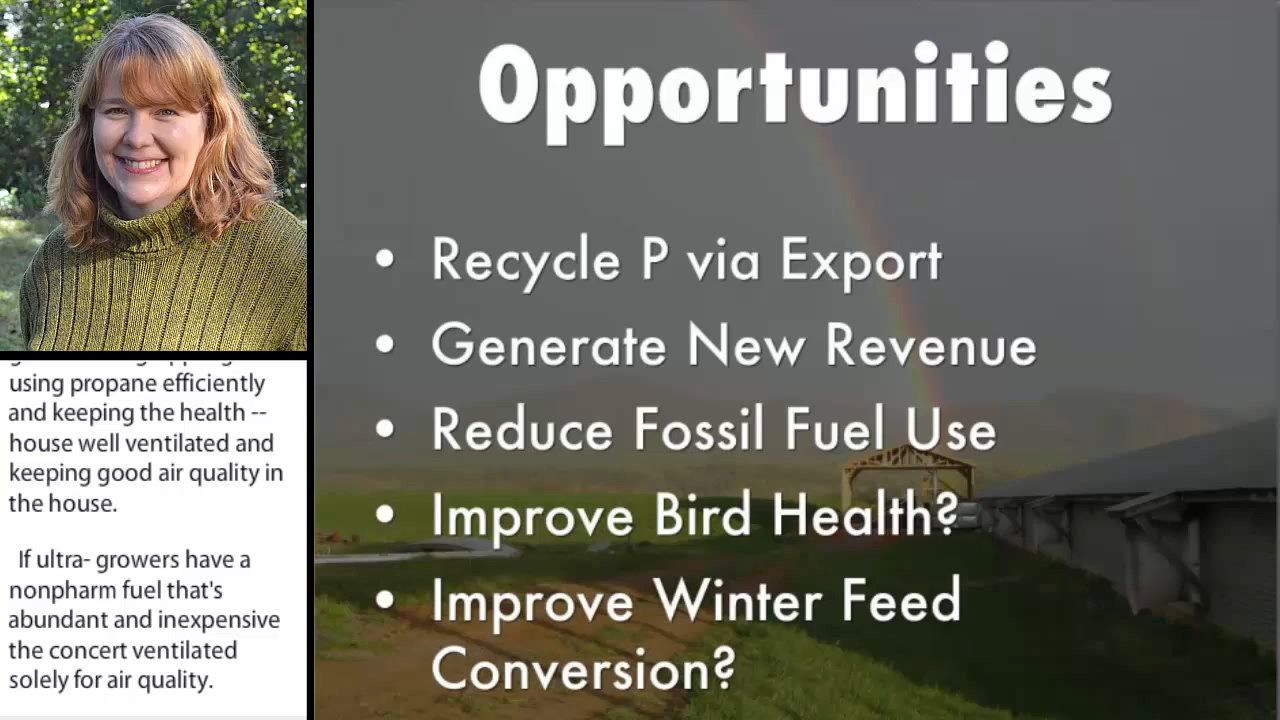 Opportunities
• Recycle P via Export
• Generate New Revenue
• Reduce Fossil Fuel Use
• Improve Bird Health?
• Improve Winter Feed
Conversion?
using propane efficiently
and keeping the health --
house well ventilated and
keeping good air quality in
the house.
If ultra- growers have a
nonpharm fuel that's
abundant and inexpensive
the concert ventilated
solely for air quality.